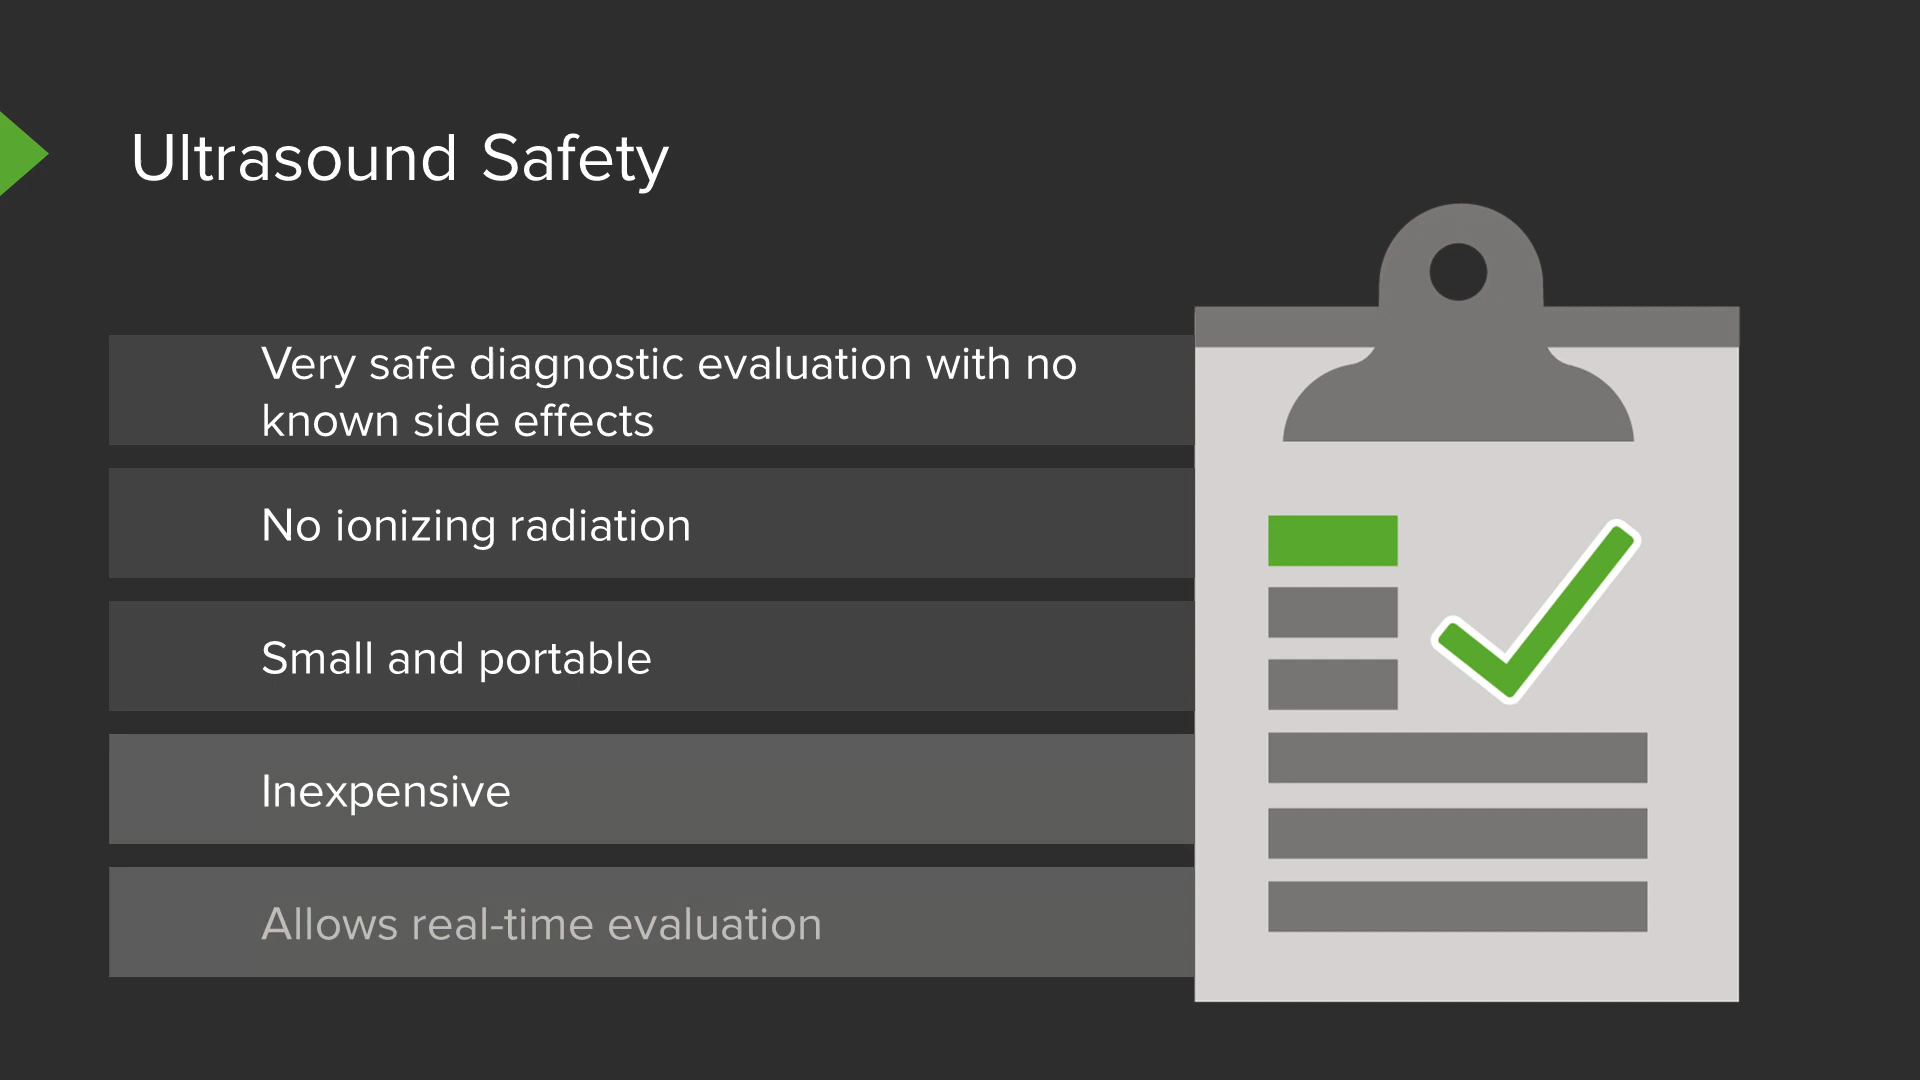 Ultrasound Safety
Very safe diagnostic evaluation with no
known side effects
No ionizing radiation
Small and portable
Inexpensive
Allows real-time evaluation